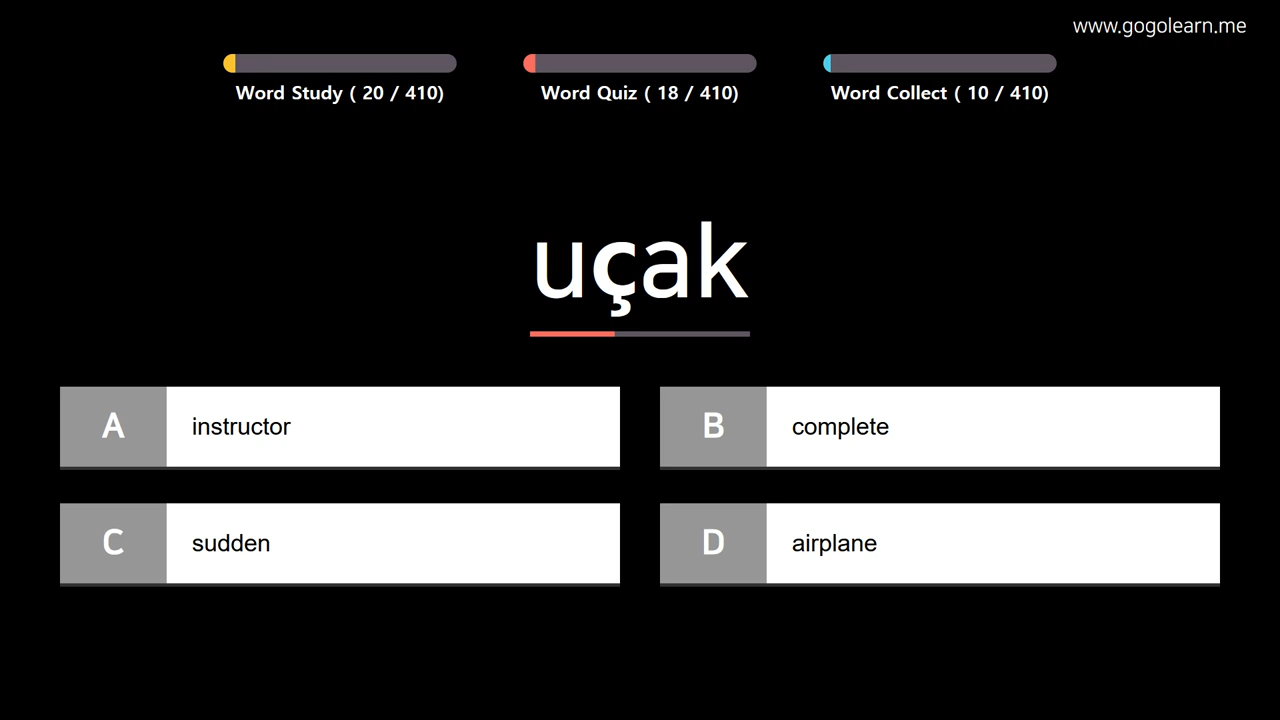 www.gogolearn.me
Word Study ( 20 / 410)
Word Quiz ( 18 / 410)
Word Collect ( 10 / 410)
uçak
A instructor
B complete
C sudden
D airplane